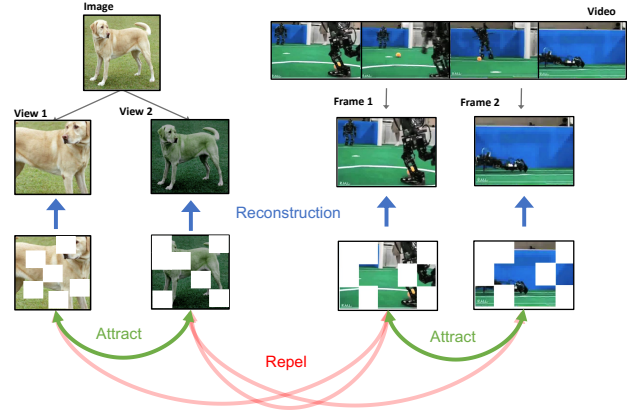 Image
Video
View 1
View 2
Frame 1
Frame 2
Reconstruction
Attract
Attract
Repel